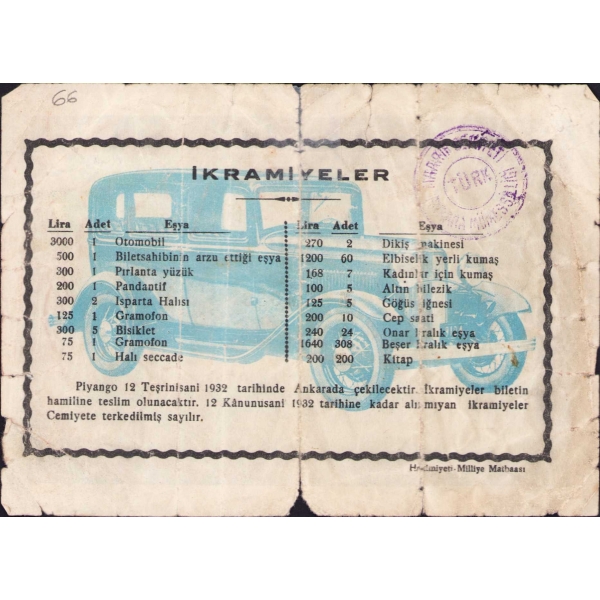 66
TÜRK
İKRAMİYELER
Lira Adet Eşya
3000 1 Otomobil
500 1 Biletsahibinin arzu ettiği eşya
300 1 Pırlanta yüzük
200 1 Pandantif
300 2 Isparta Halısı
125 1 Gramofon
300 5 Bisiklet
75 1 Gramofon
75 1 Halı seccade
Lira Adet Eşya
270 2 Dikiş makinesi
1200 60 Elbiselik yerli kumaş
168 7 Kadınlar için kumaş
100 5 Altın bilezik
125 5 Göğüs iğnesi
200 10 Cep saati
240 24 Onar liralık eşya
1640 308 Beşer liralık eşya
200 200 Kitap
Piyango 12 Teşrinisani 1932 tarihinde Ankarada çekilecektir. İkramiyeler biletin
hamiline teslim olunacaktır. 12 Kânunusani 1932 tarihine kadar alınmıyan ikramiyeler
Cemiyete terkedilmiş sayılır.
Hakimiyeti Milliye Matbaası